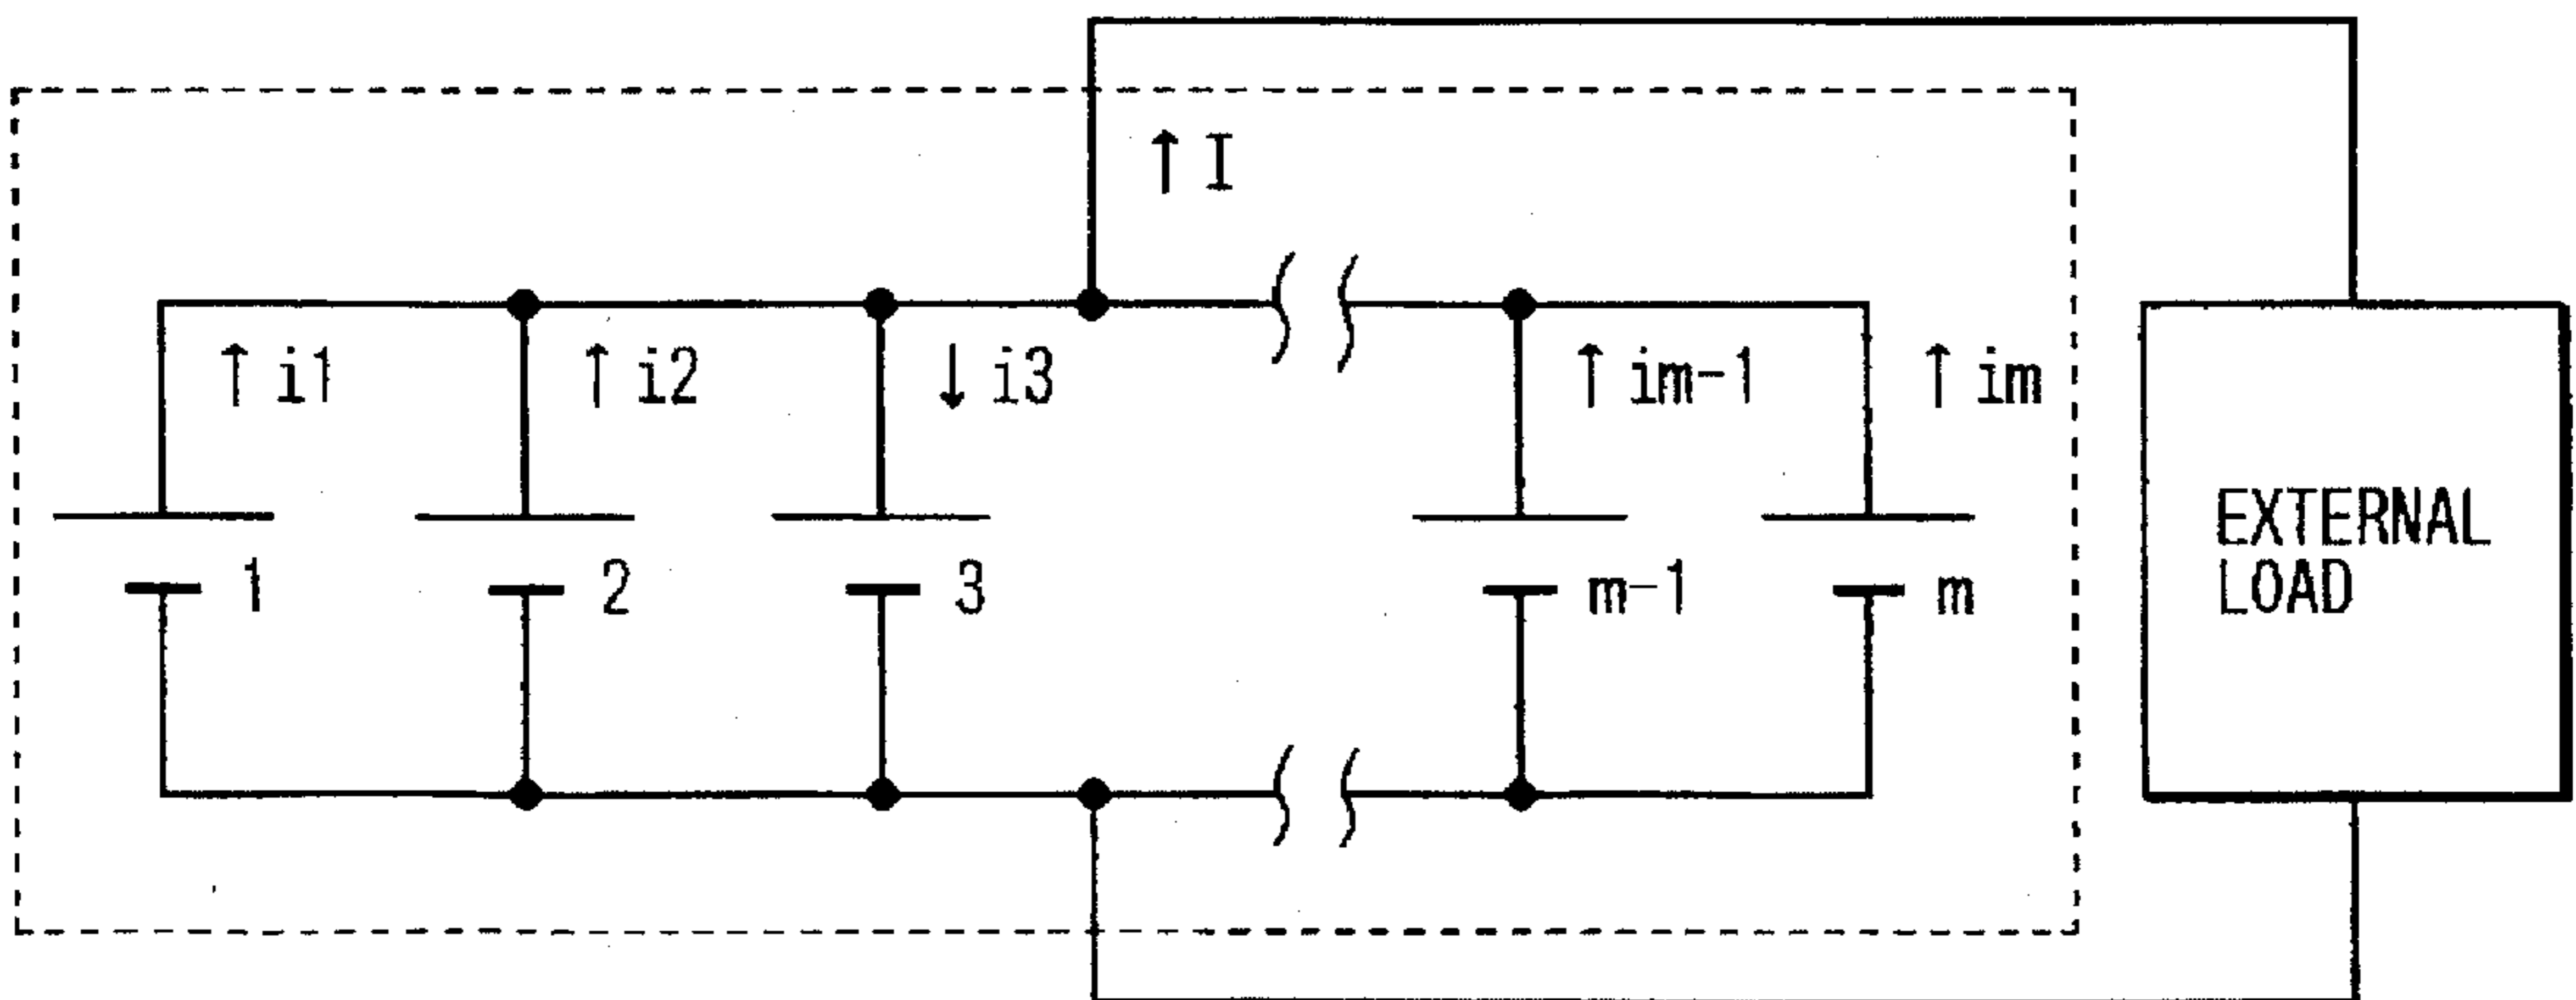 ↑ I
↑ i1
↑ i2
↓ i3
↑ im-1
↑ im
1
2
3
m-1
m
EXTERNAL
LOAD